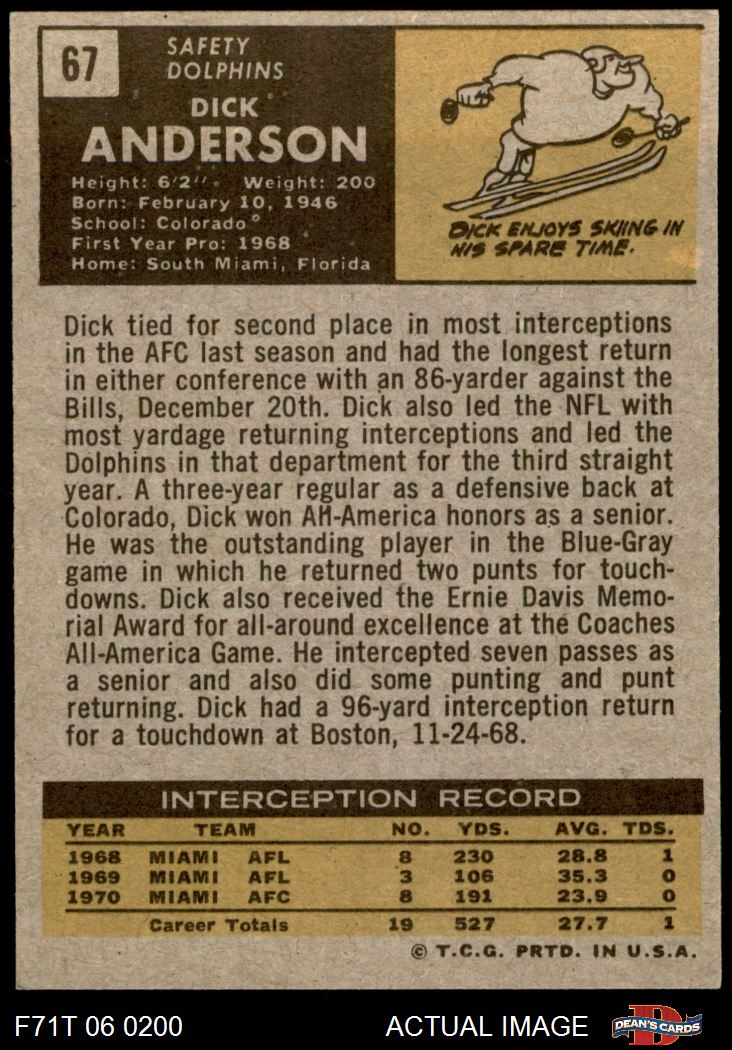 67
SAFETY
DOLPHINS
DICK
ANDERSON
Height: 6'2". Weight: 200
Born: February 10, 1946
School: Colorado
First Year Pro: 1968
Home: South Miami, Florida
DICK ENJOYS SKIING IN
HIS SPARE TIME.
Dick tied for second place in most interceptions
in the AFC last season and had the longest return
in either conference with an 86-yarder against the
Bills, December 20th. Dick also led the NFL with
most yardage returning interceptions and led the
Dolphins in that department for the third straight
year. A three-year regular as a defensive back at
Colorado, Dick won All-America honors as a senior.
He was the outstanding player in the Blue-Gray
game in which he returned two punts for touch-
downs. Dick also received the Ernie Davis Memo-
rial Award for all-around excellence at the Coaches
All-America Game. He intercepted seven passes as
a senior and also did some punting and punt
returning. Dick had a 96-yard interception return
for a touchdown at Boston, 11-24-68.
INTERCEPTION RECORD
YEAR TEAM NO. YDS. AVG. TDS.
1968 MIAMI AFL 8 230 28.8 1
1969 MIAMI AFL 3 106 35.3 0
1970 MIAMI AFC 8 191 23.9 0
Career Totals 19 527 27.7 1
© T.C.G. PRTD. IN U.S.A.
F71T 06 0200 ACTUAL IMAGE D DEAN'S CARDS